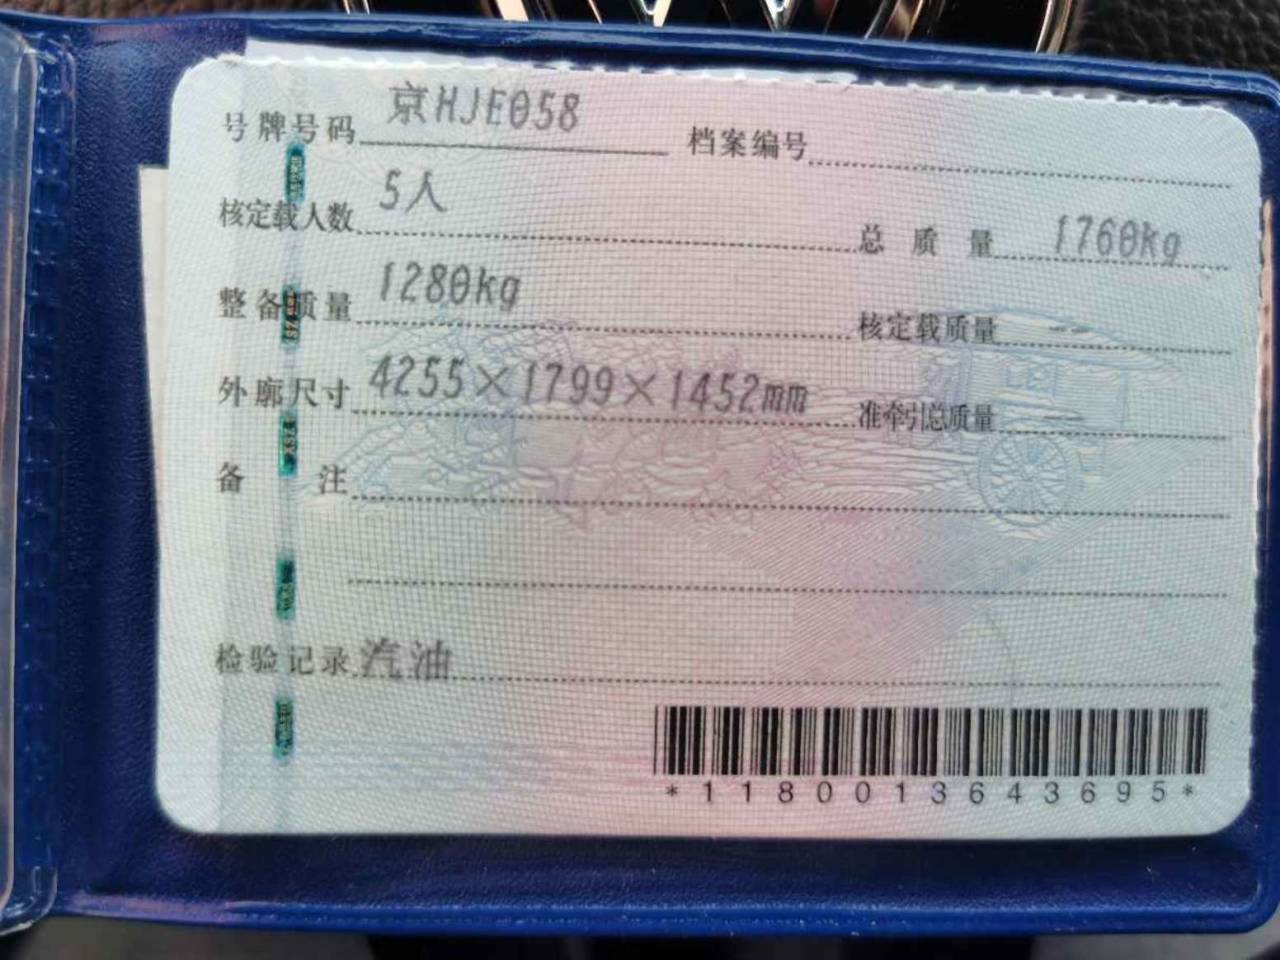 号牌号码 京HJE058 档案编号
核定载人数 5人 总质量 1760kg
整备质量 1280kg 核定载质量 --
外廓尺寸 4255×1799×1452mm 准牵引总质量 --
备注
检验记录 汽油
*1180013643695*